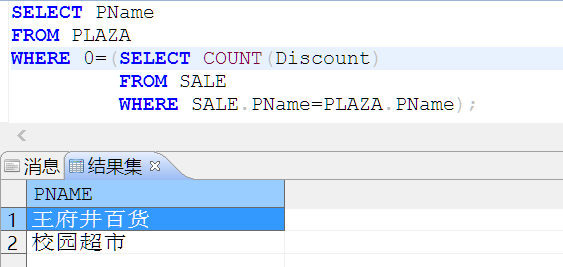 SELECT PName
FROM PLAZA
WHERE 0=(SELECT COUNT(Discount)
FROM SALE
WHERE SALE.PName=PLAZA.PName);
消息 结果集
PNAME
1 王府井百货
2 校园超市